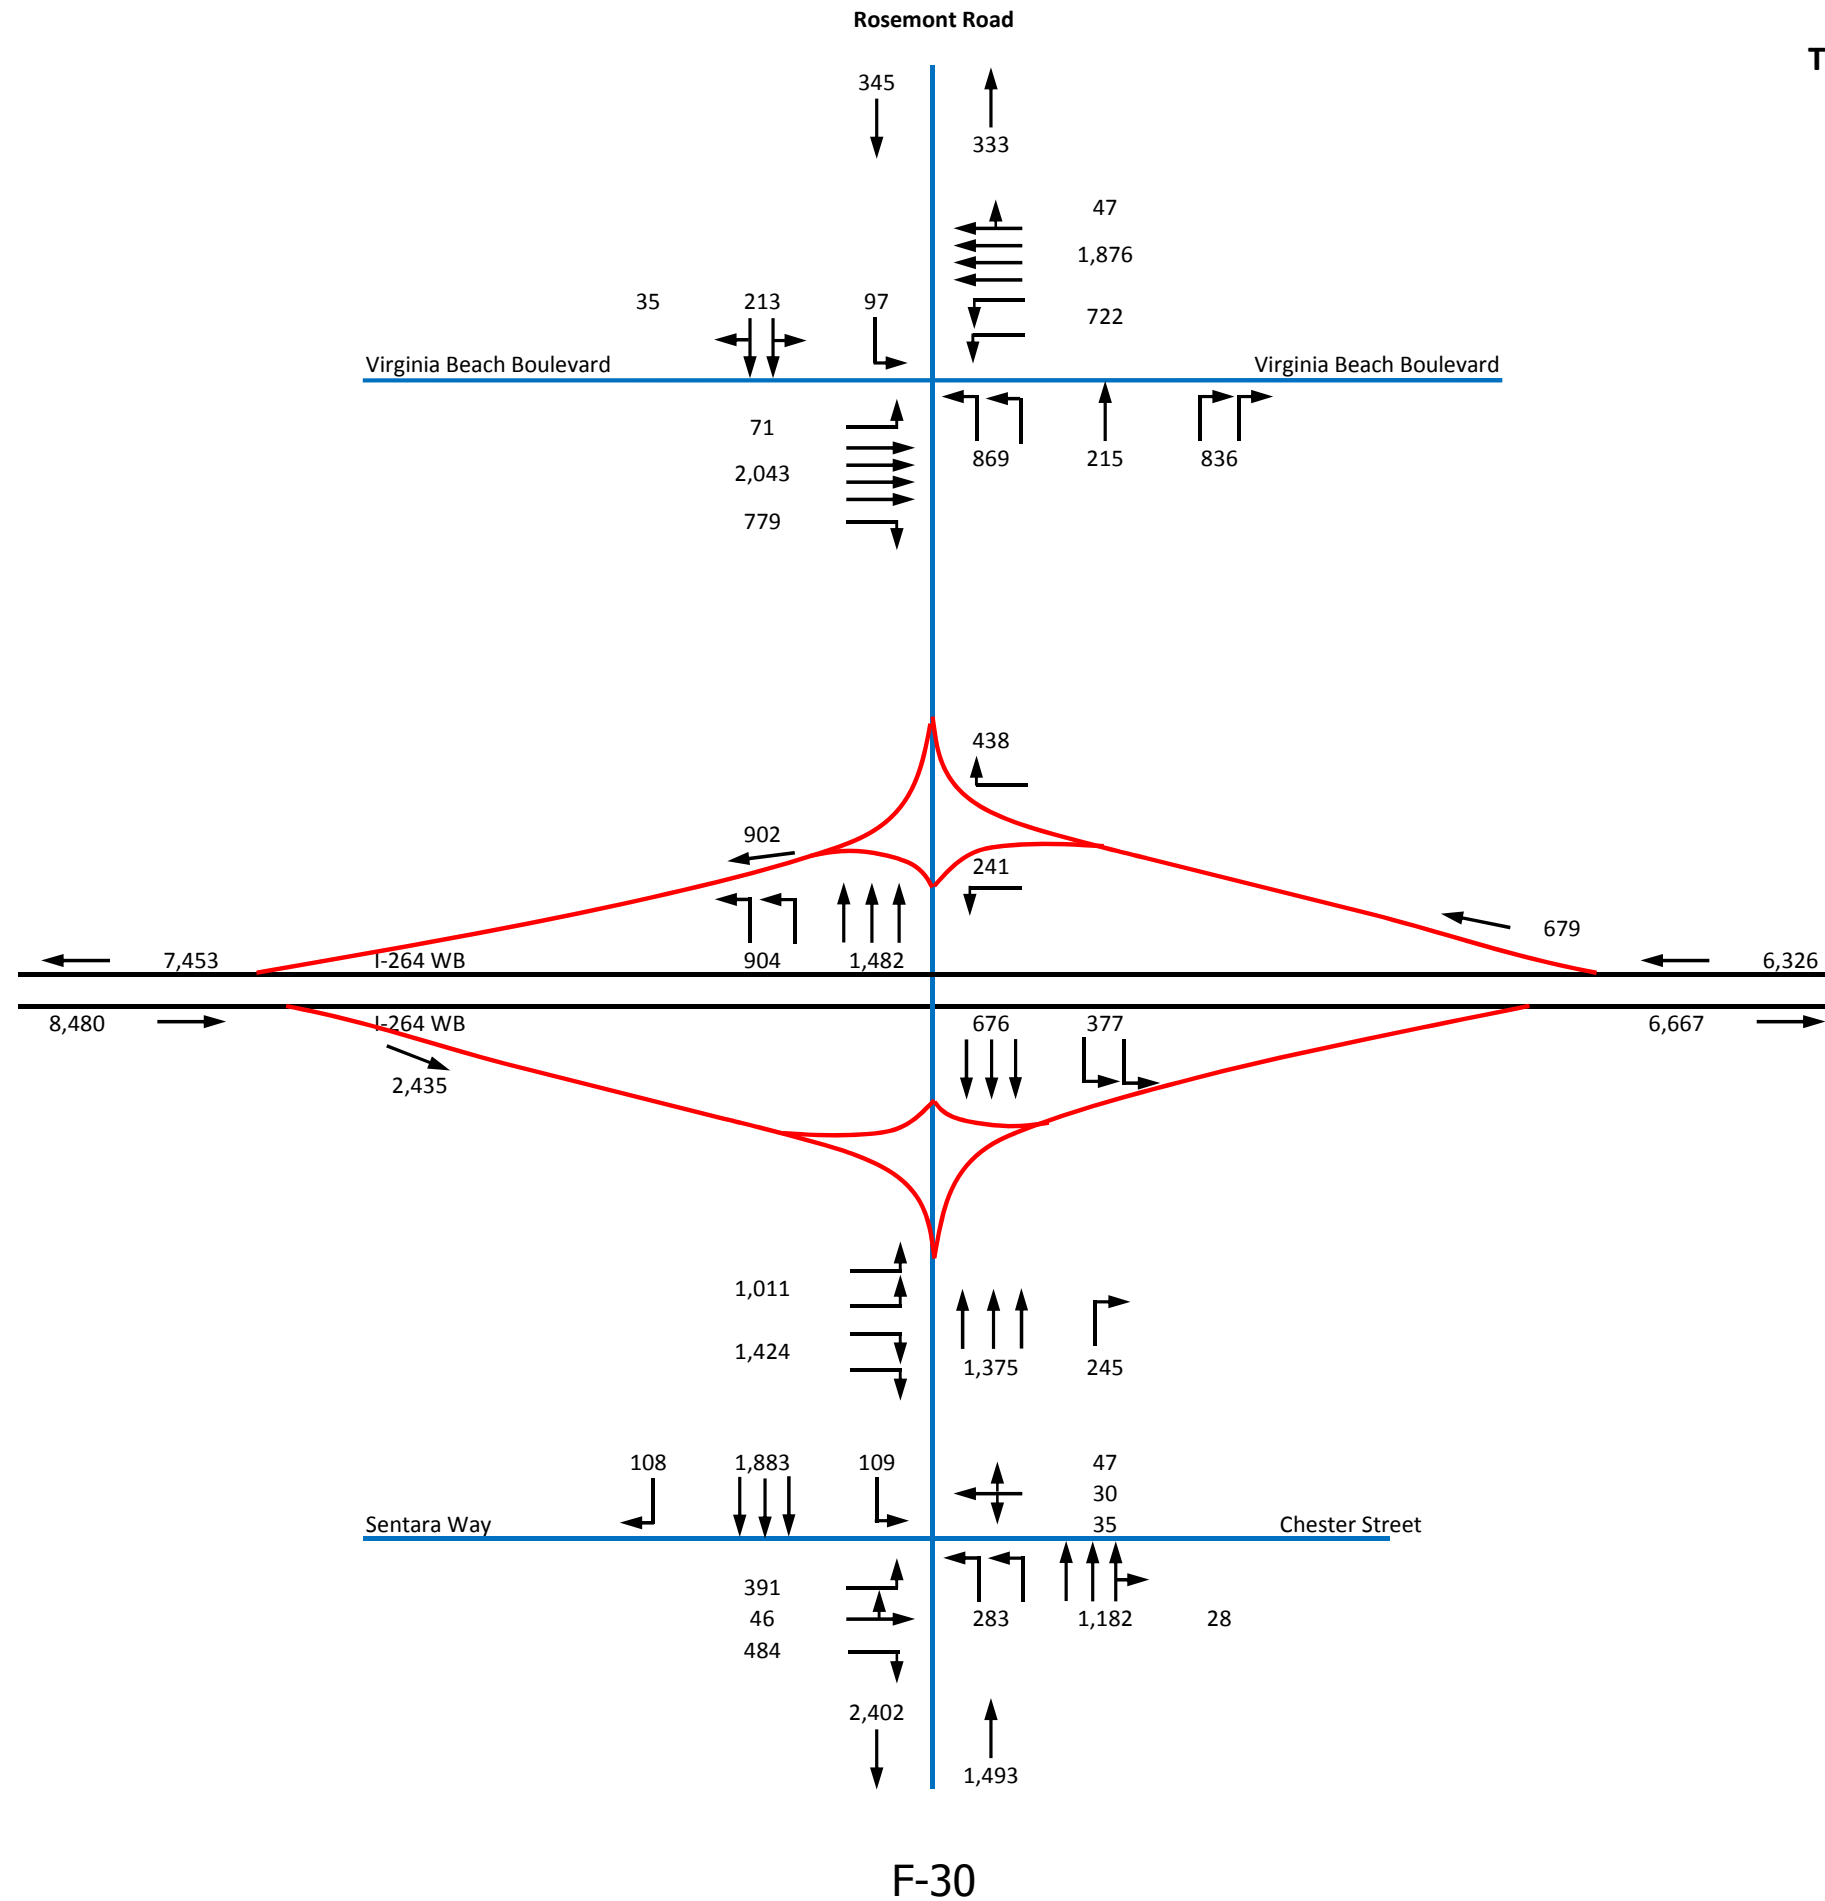 Rosemont Road
T
345
333
47
1,876
35 213 97
722
Virginia Beach Boulevard Virginia Beach Boulevard
71
869 215 836
2,043
779
438
902
241
679
7,453 I-264 WB 904 1,482 6,326
8,480 I-264 WB 676 377 6,667
2,435
1,011
1,424
1,375 245
108 1,883 109 47
30
Sentara Way 35 Chester Street
391
46 283 1,182 28
484
2,402
1,493
F-30